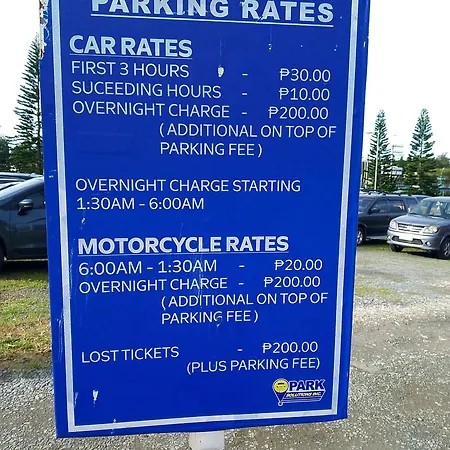 PARKING RATES
CAR RATES
FIRST 3 HOURS - ₱30.00
SUCEEDING HOURS - ₱10.00
OVERNIGHT CHARGE - ₱200.00
( ADDITIONAL ON TOP OF
PARKING FEE )
OVERNIGHT CHARGE STARTING
1:30AM - 6:00AM
MOTORCYCLE RATES
6:00AM - 1:30AM - ₱20.00
OVERNIGHT CHARGE - ₱200.00
(ADDITIONAL ON TOP OF
PARKING FEE )
LOST TICKETS - ₱200.00
(PLUS PARKING FEE)
PARK
SOLUTIONS INC.